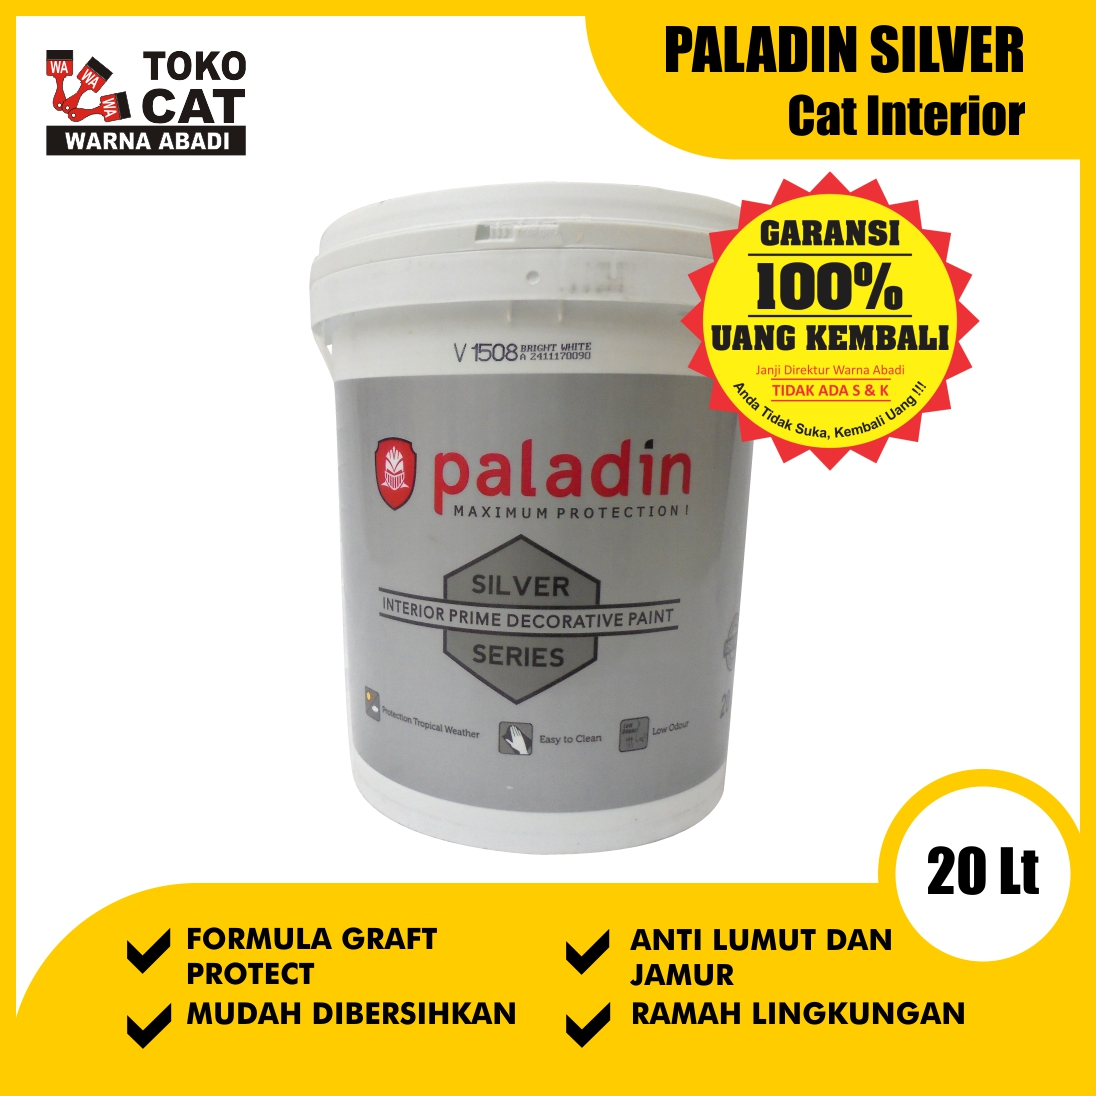 WA WA WA
TOKO
CAT
WARNA ABADI
PALADIN SILVER
Cat Interior
GARANSI
100%
UANG KEMBALI
Janji Direktur Warna Abadi
TIDAK ADA S & K
Anda Tidak Suka, Kembali Uang !!!
V 1508 BRIGHT WHITE
A 2411170090
paladin
MAXIMUM PROTECTION!
SILVER
INTERIOR PRIME DECORATIVE PAINT
SERIES
Protection Tropical Weather
Easy to Clean
Low Odour
20 Lt
FORMULA GRAFT
PROTECT
MUDAH DIBERSIHKAN
ANTI LUMUT DAN
JAMUR
RAMAH LINGKUNGAN